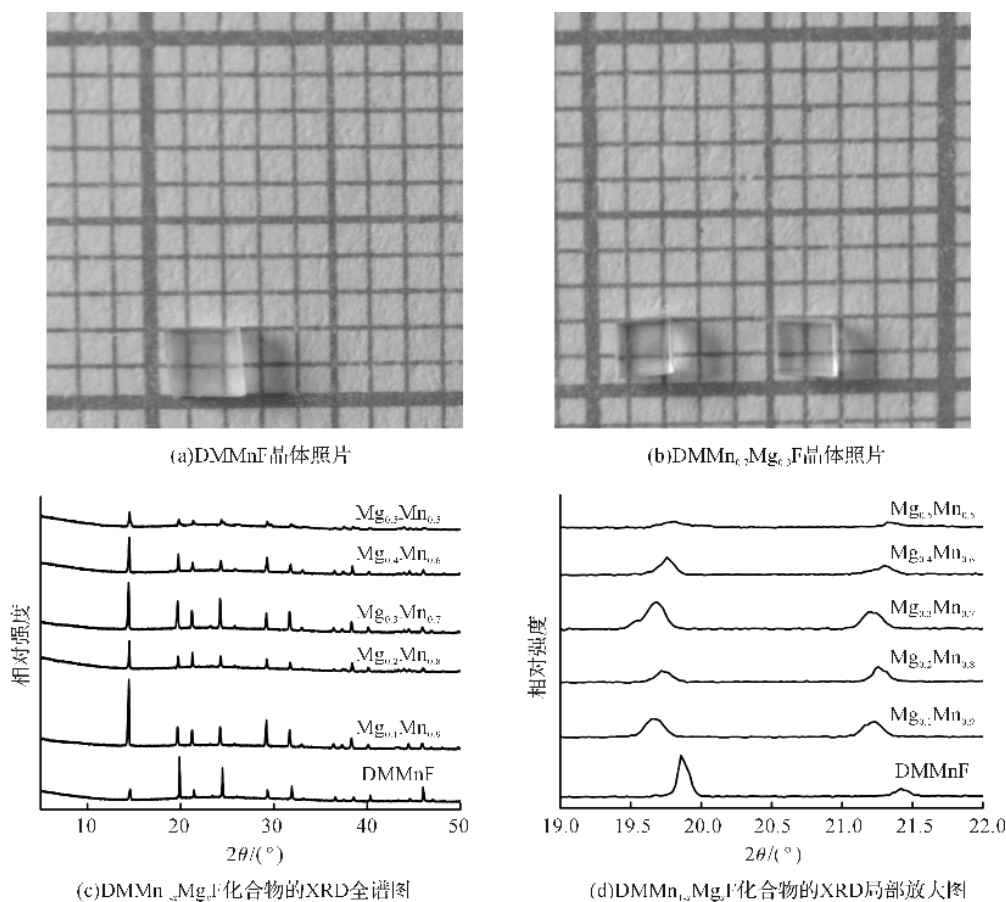 (a)DMMnF晶体照片
(b)DMMn₀.₇Mg₀.₃F晶体照片
相对强度
Mg₀.₅Mn₀.₅
Mg₀.₄Mn₀.₆
Mg₀.₃Mn₀.₇
Mg₀.₂Mn₀.₈
Mg₀.₁Mn₀.₉
DMMnF
10 20 30 40 50
2θ/(°)
(c)DMMn₁₋ₓMgₓF化合物的XRD全谱图
相对强度
Mg₀.₅Mn₀.₅
Mg₀.₄Mn₀.₆
Mg₀.₃Mn₀.₇
Mg₀.₂Mn₀.₈
Mg₀.₁Mn₀.₉
DMMnF
19.0 19.5 20.0 20.5 21.0 21.5 22.0
2θ/(°)
(d)DMMn₁₋ₓMgₓF化合物的XRD局部放大图